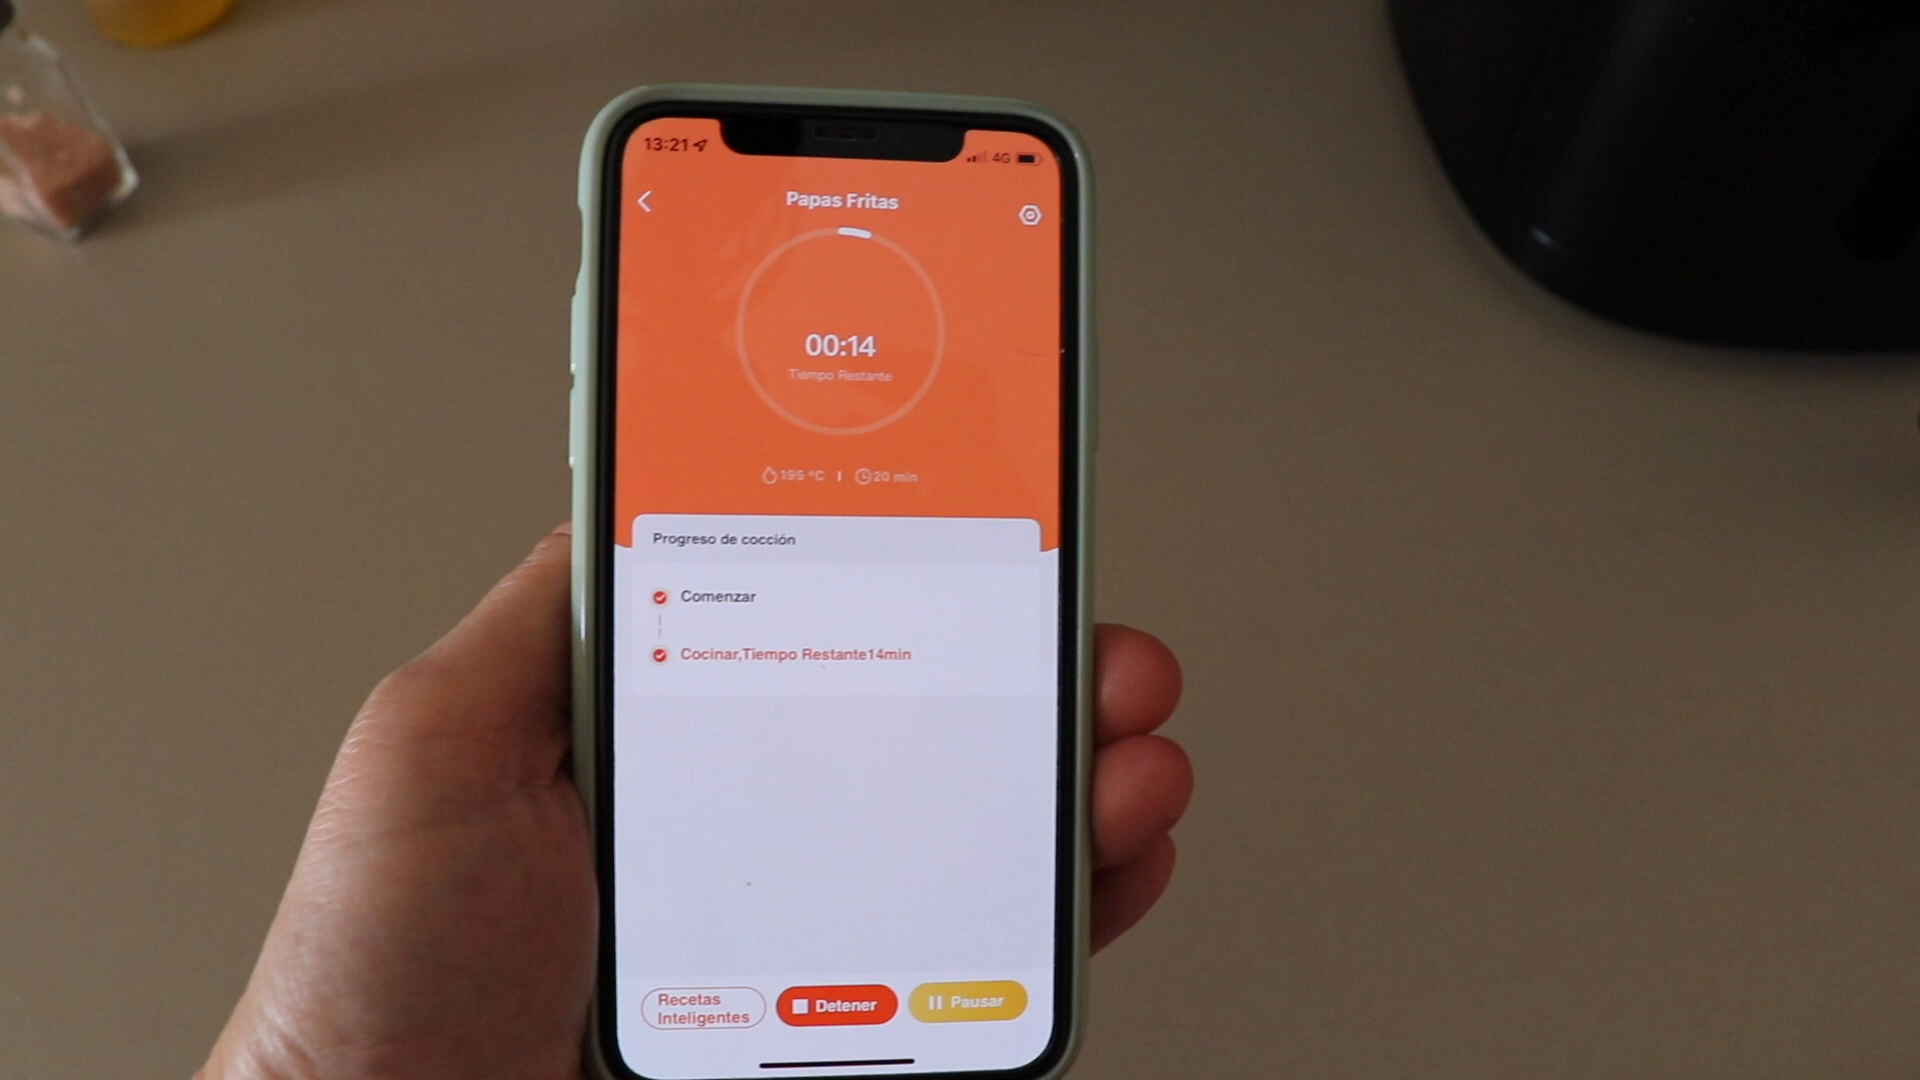 13:21
4G
Papas Fritas
00:14
Tiempo Restante
195 °C | 20 min
Progreso de cocción
Comenzar
Cocinar,Tiempo Restante14min
Recetas
Inteligentes
Detener
Pausar